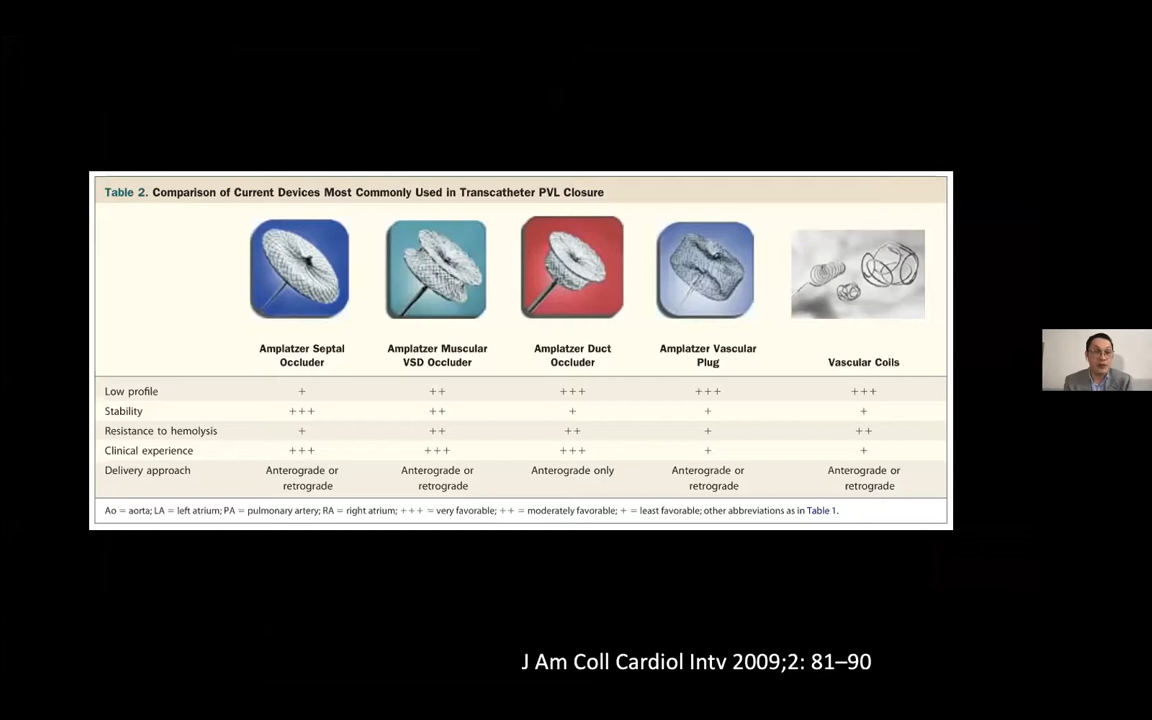 Table 2. Comparison of Current Devices Most Commonly Used in Transcatheter PVL Closure
Amplatzer Septal Occluder
Amplatzer Muscular VSD Occluder
Amplatzer Duct Occluder
Amplatzer Vascular Plug
Vascular Coils
Low profile + ++ +++ +++ +++
Stability +++ ++ + + +
Resistance to hemolysis + ++ ++ + ++
Clinical experience +++ +++ +++ + +
Delivery approach Anterograde or retrograde Anterograde or retrograde Anterograde only Anterograde or retrograde Anterograde or retrograde
Ao = aorta; LA = left atrium; PA = pulmonary artery; RA = right atrium; +++ = very favorable; ++ = moderately favorable; + = least favorable; other abbreviations as in Table 1.
J Am Coll Cardiol Intv 2009;2: 81–90